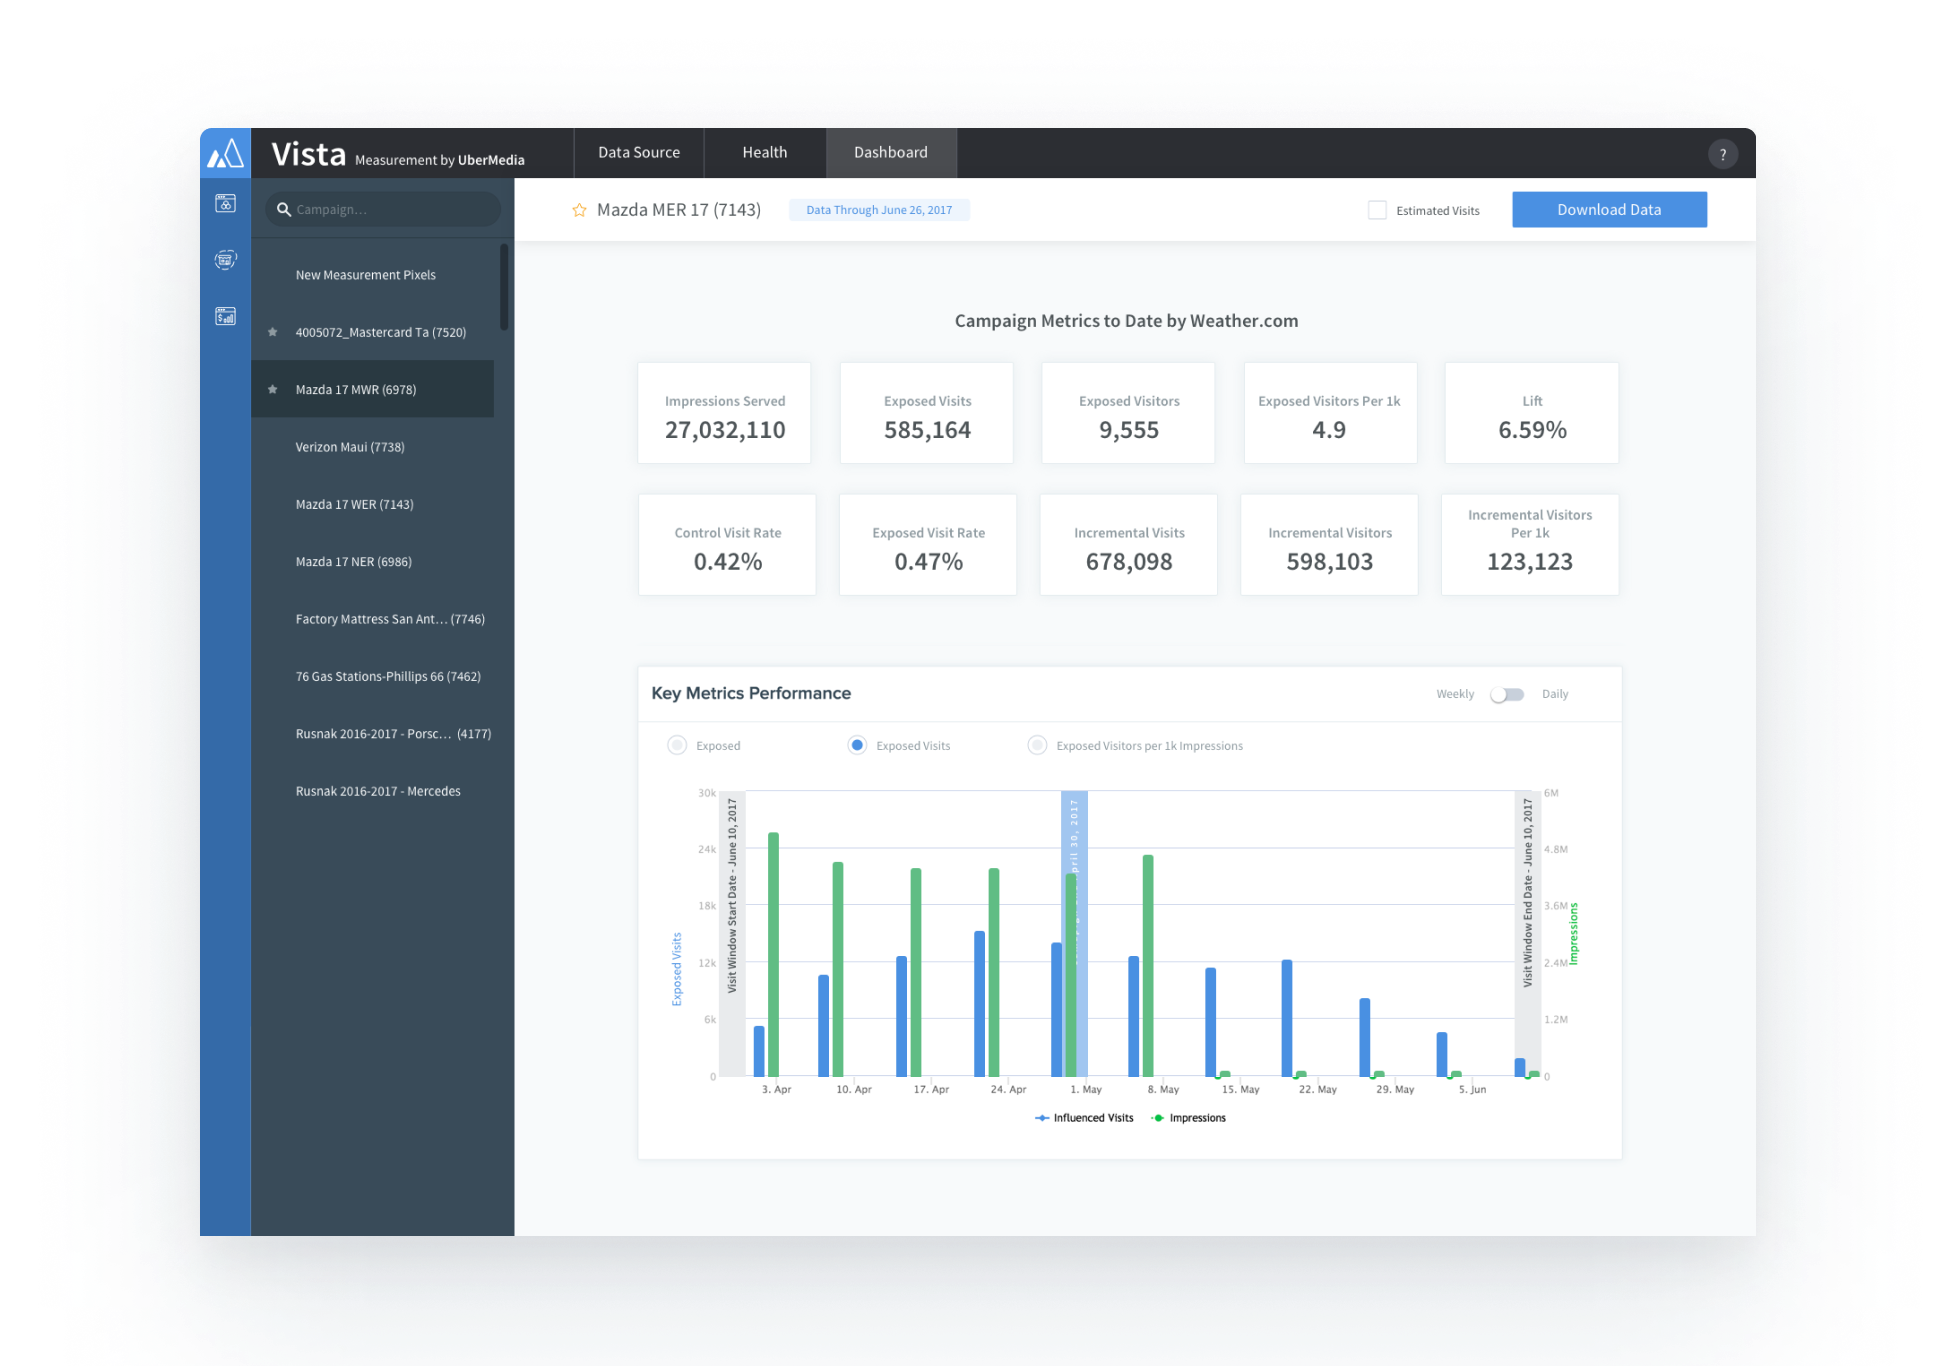 Vista Measurement by UberMedia
Data Source
Health
Dashboard
?
Campaign...
New Measurement Pixels
4005072_Mastercard Ta (7520)
Mazda 17 MWR (6978)
Verizon Maui (7738)
Mazda 17 WER (7143)
Mazda 17 NER (6986)
Factory Mattress San Ant... (7746)
76 Gas Stations-Phillips 66 (7462)
Rusnak 2016-2017 - Porsc... (4177)
Rusnak 2016-2017 - Mercedes
Mazda MER 17 (7143)
Data Through June 26, 2017
Estimated Visits
Download Data
Campaign Metrics to Date by Weather.com
Impressions Served
27,032,110
Exposed Visits
585,164
Exposed Visitors
9,555
Exposed Visitors Per 1k
4.9
Lift
6.59%
Control Visit Rate
0.42%
Exposed Visit Rate
0.47%
Incremental Visits
678,098
Incremental Visitors
598,103
Incremental Visitors
Per 1k
123,123
Key Metrics Performance
Weekly
Daily
Exposed
Exposed Visits
Exposed Visitors per 1k Impressions
Exposed Visits
30k
24k
18k
12k
6k
0
Visit Window Start Date - June 10, 2017
April 30, 2017
Visit Window End Date - June 10, 2017
6M
4.8M
3.6M
2.4M
1.2M
0
Impressions
3. Apr
10. Apr
17. Apr
24. Apr
1. May
8. May
15. May
22. May
29. May
5. Jun
Influenced Visits
Impressions